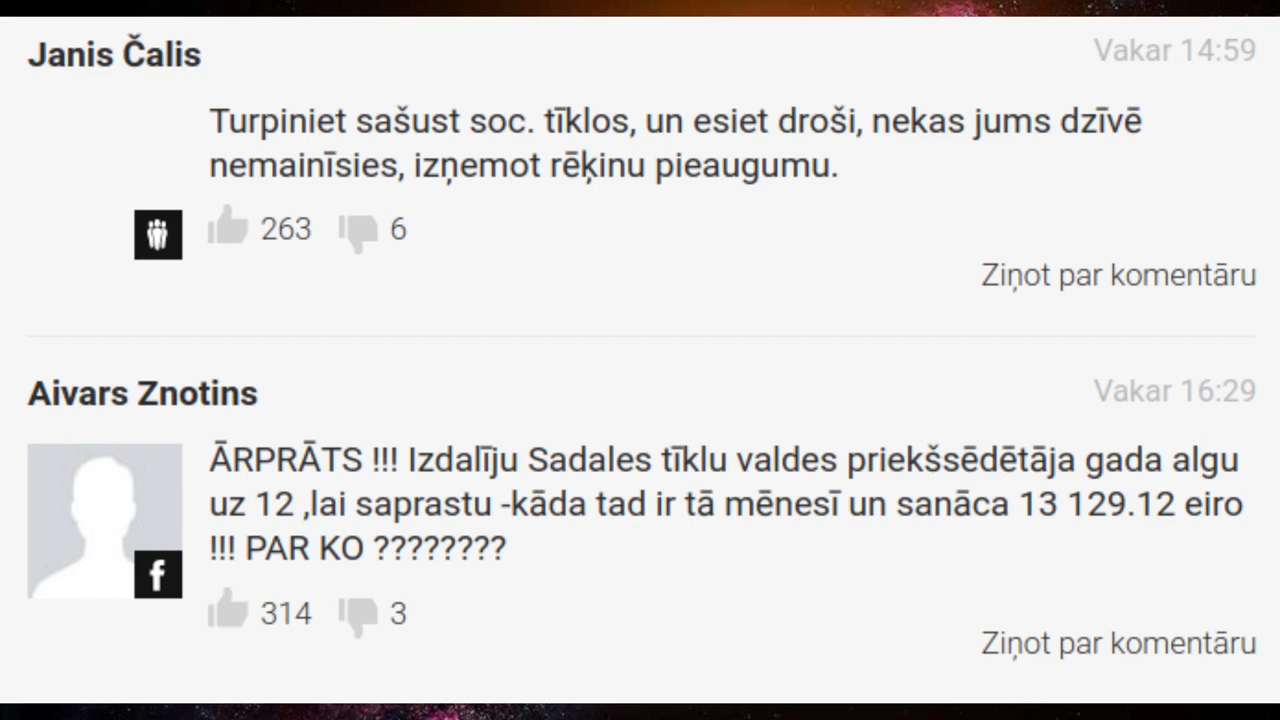 Janis Čalis
Vakar 14:59
Turpiniet sašust soc. tīklos, un esiet droši, nekas jums dzīvē
nemainīsies, izņemot rēķinu pieaugumu.
263 6
Ziņot par komentāru
Aivars Znotins
Vakar 16:29
ĀRPRĀTS !!! Izdalīju Sadales tīklu valdes priekšsēdētāja gada algu
uz 12 ,lai saprastu -kāda tad ir tā mēnesī un sanāca 13 129.12 eiro
!!! PAR KO ????????
314 3
Ziņot par komentāru